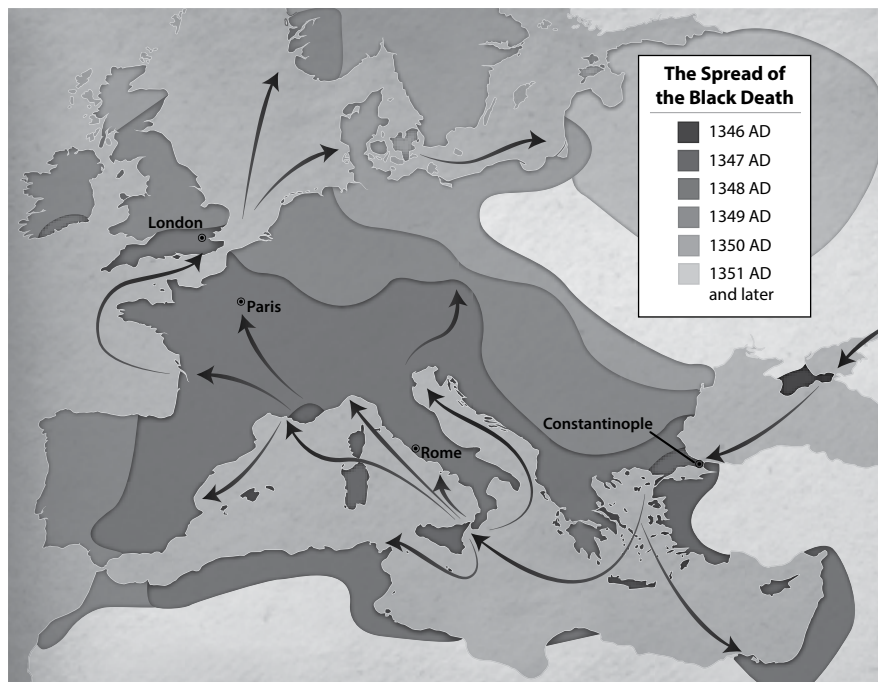 The Spread of
the Black Death
1346 AD
1347 AD
1348 AD
1349 AD
1350 AD
1351 AD
and later
London
Paris
Constantinople
Rome